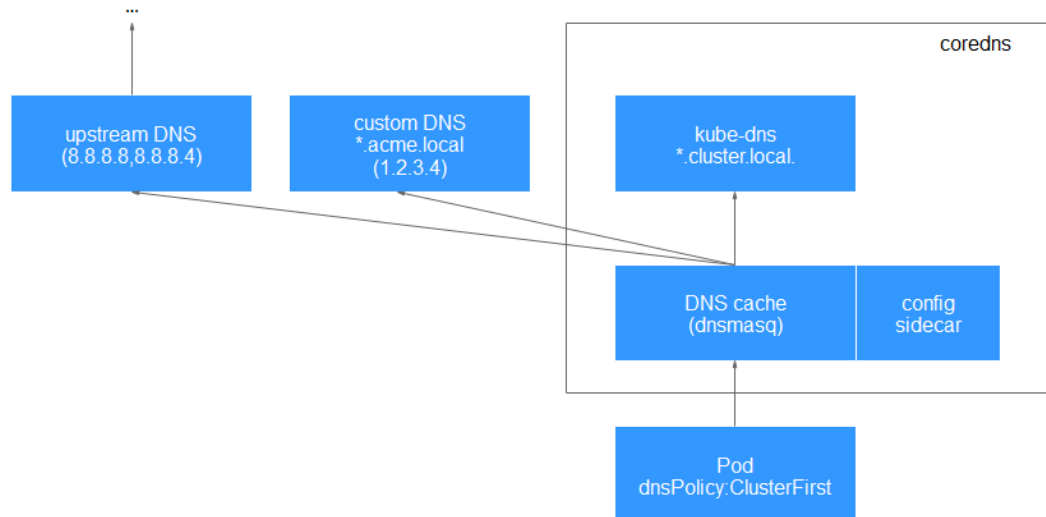 ...
coredns
upstream DNS
(8.8.8.8,8.8.8.4)
custom DNS
*.acme.local
(1.2.3.4)
kube-dns
*.cluster.local.
DNS cache
(dnsmasq)
config
sidecar
Pod
dnsPolicy:ClusterFirst